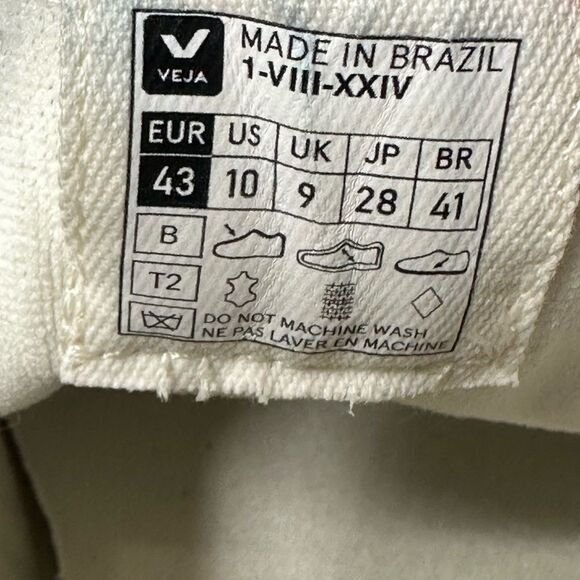 VEJA
MADE IN BRAZIL
1-VIII-XXIV
EUR US UK JP BR
43 10 9 28 41
B
T2
DO NOT MACHINE WASH
NE PAS LAVER EN MACHINE